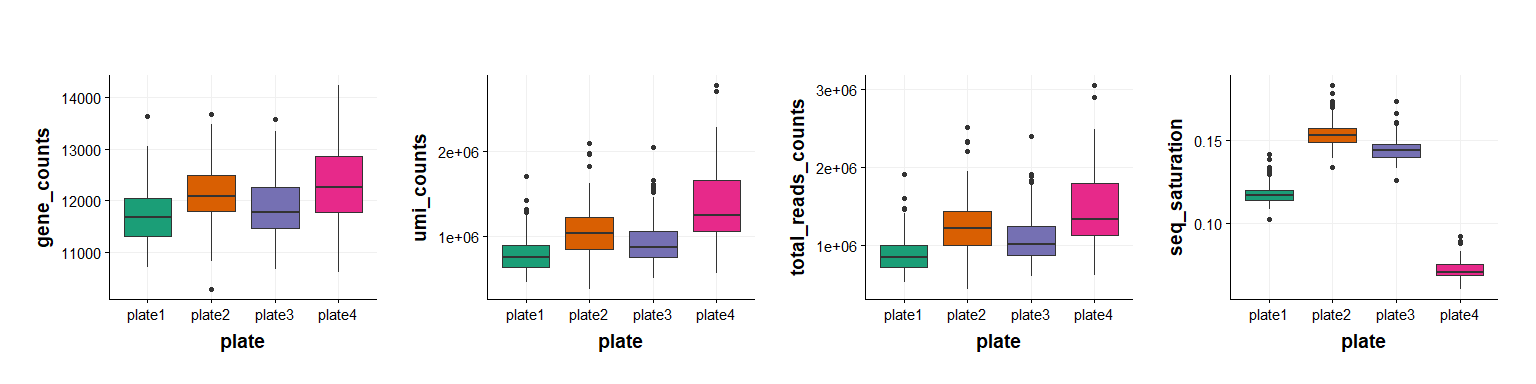 gene_counts
14000
13000
12000
11000
plate1 plate2 plate3 plate4
plate
umi_counts
2e+06
1e+06
plate1 plate2 plate3 plate4
plate
total_reads_counts
3e+06
2e+06
1e+06
plate1 plate2 plate3 plate4
plate
seq_saturation
0.15
0.10
plate1 plate2 plate3 plate4
plate